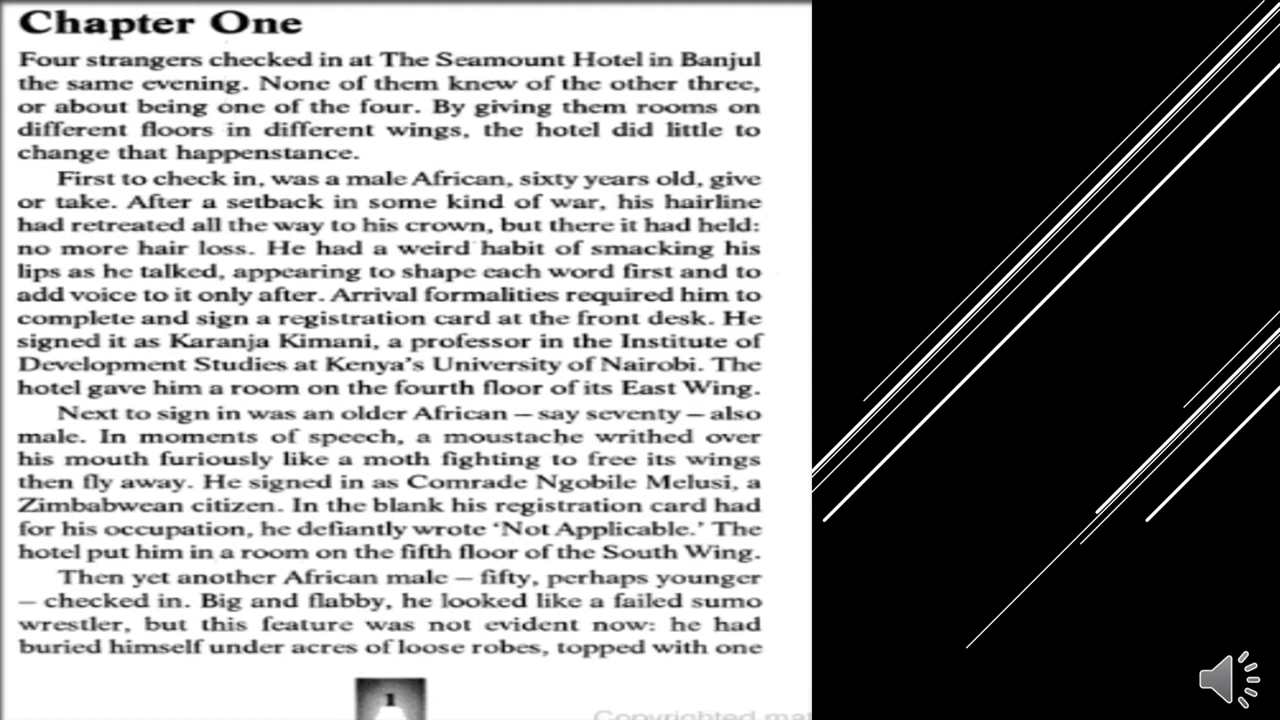 Chapter One
Four strangers checked in at The Seamount Hotel in Banjul
the same evening. None of them knew of the other three,
or about being one of the four. By giving them rooms on
different floors in different wings, the hotel did little to
change that happenstance.
First to check in, was a male African, sixty years old, give
or take. After a setback in some kind of war, his hairline
had retreated all the way to his crown, but there it had held:
no more hair loss. He had a weird habit of smacking his
lips as he talked, appearing to shape each word first and to
add voice to it only after. Arrival formalities required him to
complete and sign a registration card at the front desk. He
signed it as Karanja Kimani, a professor in the Institute of
Development Studies at Kenya's University of Nairobi. The
hotel gave him a room on the fourth floor of its East Wing.
Next to sign in was an older African – say seventy – also
male. In moments of speech, a moustache writhed over
his mouth furiously like a moth fighting to free its wings
then fly away. He signed in as Comrade Ngobile Melusi, a
Zimbabwean citizen. In the blank his registration card had
for his occupation, he defiantly wrote ‘Not Applicable.’ The
hotel put him in a room on the fifth floor of the South Wing.
Then yet another African male – fifty, perhaps younger
– checked in. Big and flabby, he looked like a failed sumo
wrestler, but this feature was not evident now: he had
buried himself under acres of loose robes, topped with one
1
Copyrighted